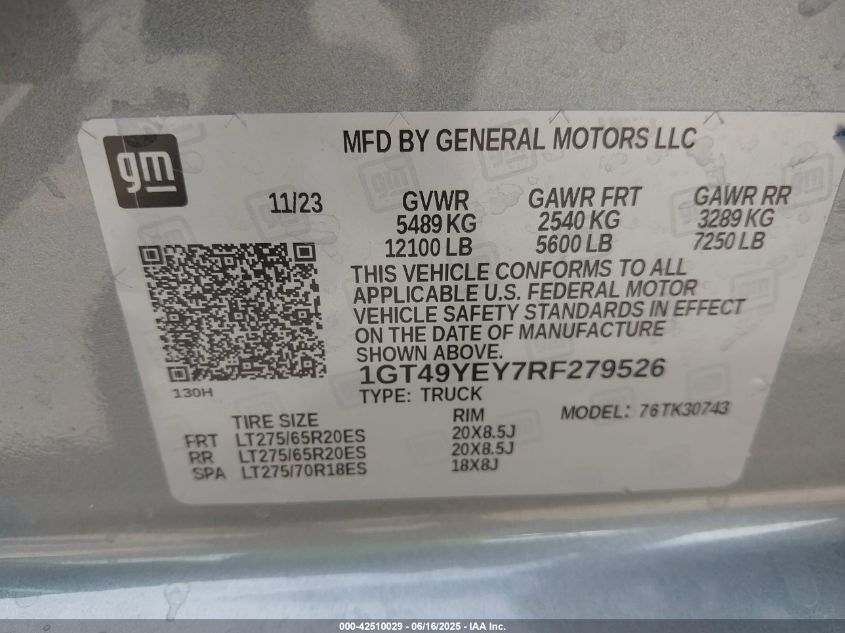 gm
MFD BY GENERAL MOTORS LLC
11/23 GVWR GAWR FRT GAWR RR
5489 KG 2540 KG 3289 KG
12100 LB 5600 LB 7250 LB
THIS VEHICLE CONFORMS TO ALL
APPLICABLE U.S. FEDERAL MOTOR
VEHICLE SAFETY STANDARDS IN EFFECT
ON THE DATE OF MANUFACTURE
SHOWN ABOVE.
1GT49YEY7RF279526
130H
TYPE: TRUCK MODEL: 76TK30743
TIRE SIZE RIM
FRT LT275/65R20ES 20X8.5J
RR LT275/65R20ES 20X8.5J
SPA LT275/70R18ES 18X8J
000-42510029 - 06/16/2025 - IAA Inc.